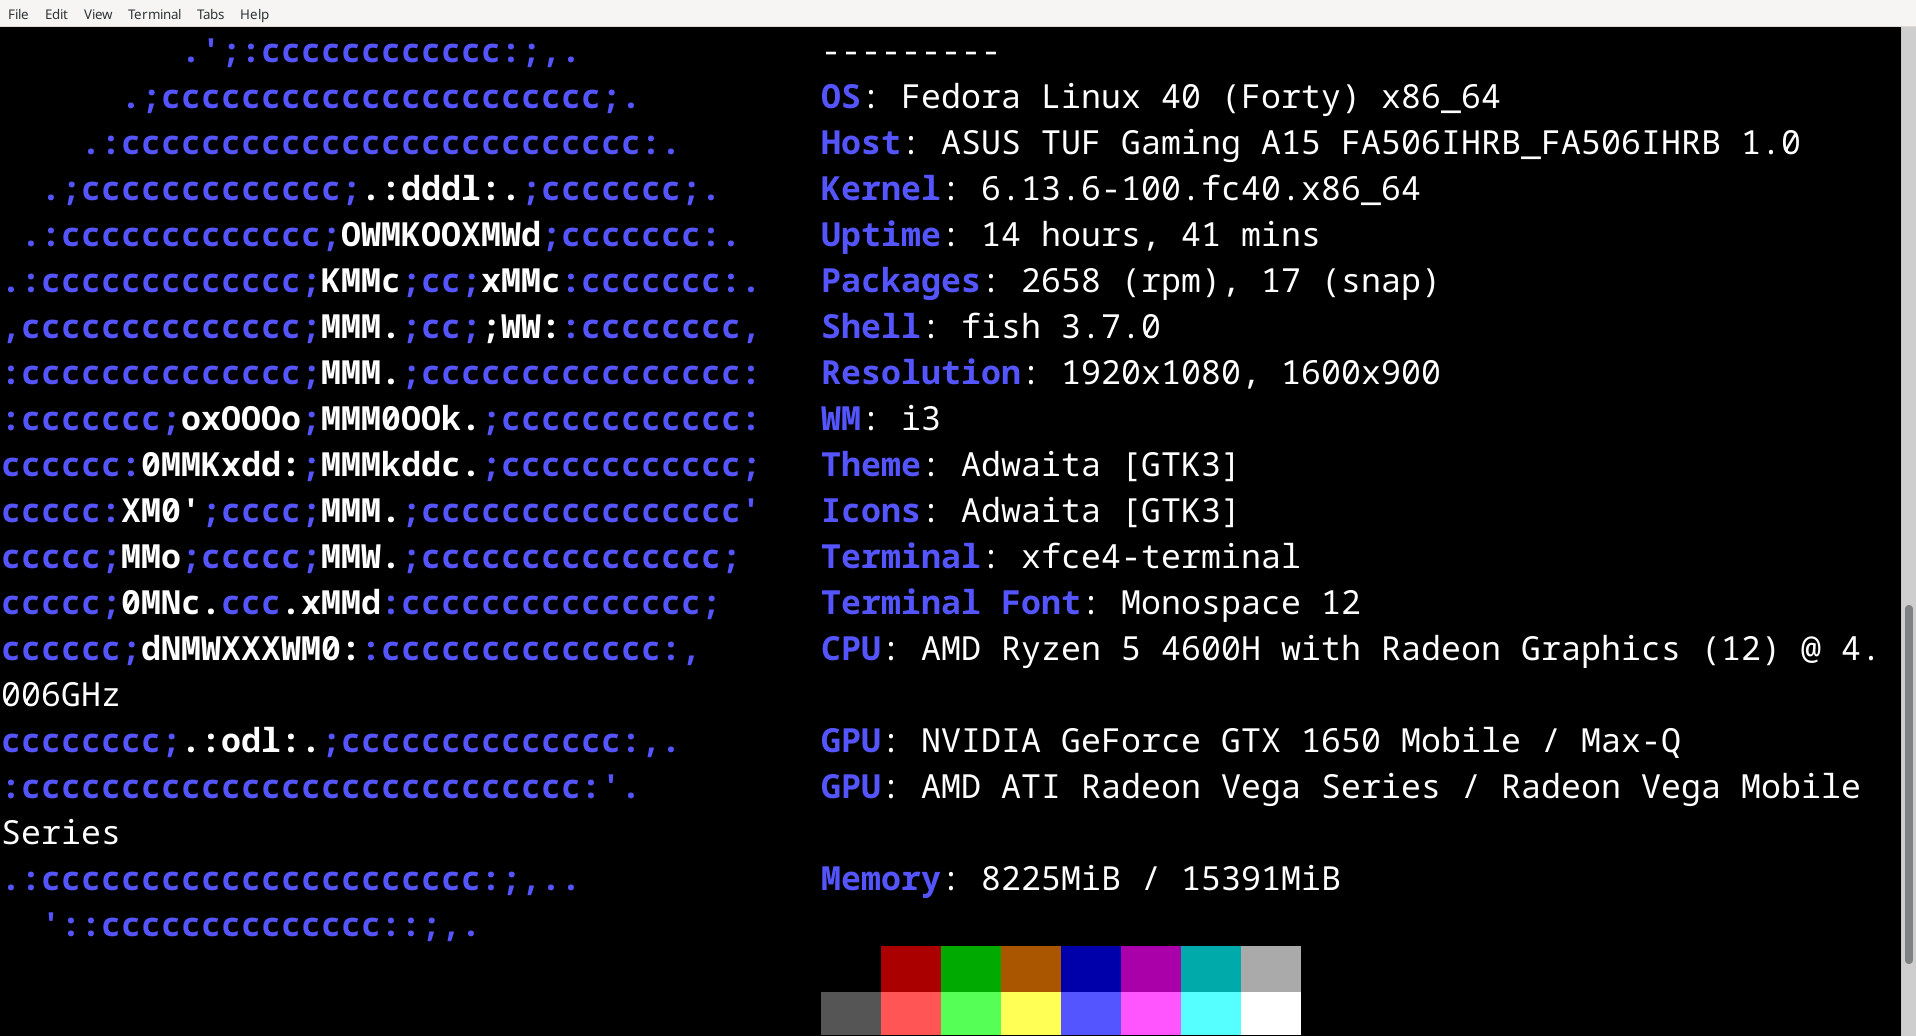 File Edit View Terminal Tabs Help
.';:cccccccccccc:;,. ---------
.;cccccccccccccccccccccc;. OS: Fedora Linux 40 (Forty) x86_64
.:cccccccccccccccccccccccccc:. Host: ASUS TUF Gaming A15 FA506IHRB_FA506IHRB 1.0
.;ccccccccccccc;.:dddl:.;ccccccc;. Kernel: 6.13.6-100.fc40.x86_64
.:ccccccccccccc;OWMKOOXMWd;ccccccc:. Uptime: 14 hours, 41 mins
.:ccccccccccccc;KMMc;cc;xMMc:ccccccc:. Packages: 2658 (rpm), 17 (snap)
,cccccccccccccc;MMM.;cc;;WW::cccccccc, Shell: fish 3.7.0
:cccccccccccccc;MMM.;cccccccccccccccc: Resolution: 1920x1080, 1600x900
:ccccccc;oxOOOo;MMM0OOk.;cccccccccccc: WM: i3
cccccc:0MMKxdd:;MMMkddc.;cccccccccccc; Theme: Adwaita [GTK3]
ccccc:XM0';cccc;MMM.;cccccccccccccccc' Icons: Adwaita [GTK3]
ccccc;MMo;ccccc;MMW.;ccccccccccccccc; Terminal: xfce4-terminal
ccccc;0MNc.ccc.xMMd:ccccccccccccccc; Terminal Font: Monospace 12
cccccc;dNMWXXXWM0::cccccccccccccc:, CPU: AMD Ryzen 5 4600H with Radeon Graphics (12) @ 4.
006GHz
cccccccc;.:odl:.;cccccccccccccc:,. GPU: NVIDIA GeForce GTX 1650 Mobile / Max-Q
:cccccccccccccccccccccccccccc:'. GPU: AMD ATI Radeon Vega Series / Radeon Vega Mobile
Series
.:cccccccccccccccccccccc:;,.. Memory: 8225MiB / 15391MiB
'::cccccccccccccc::;,.